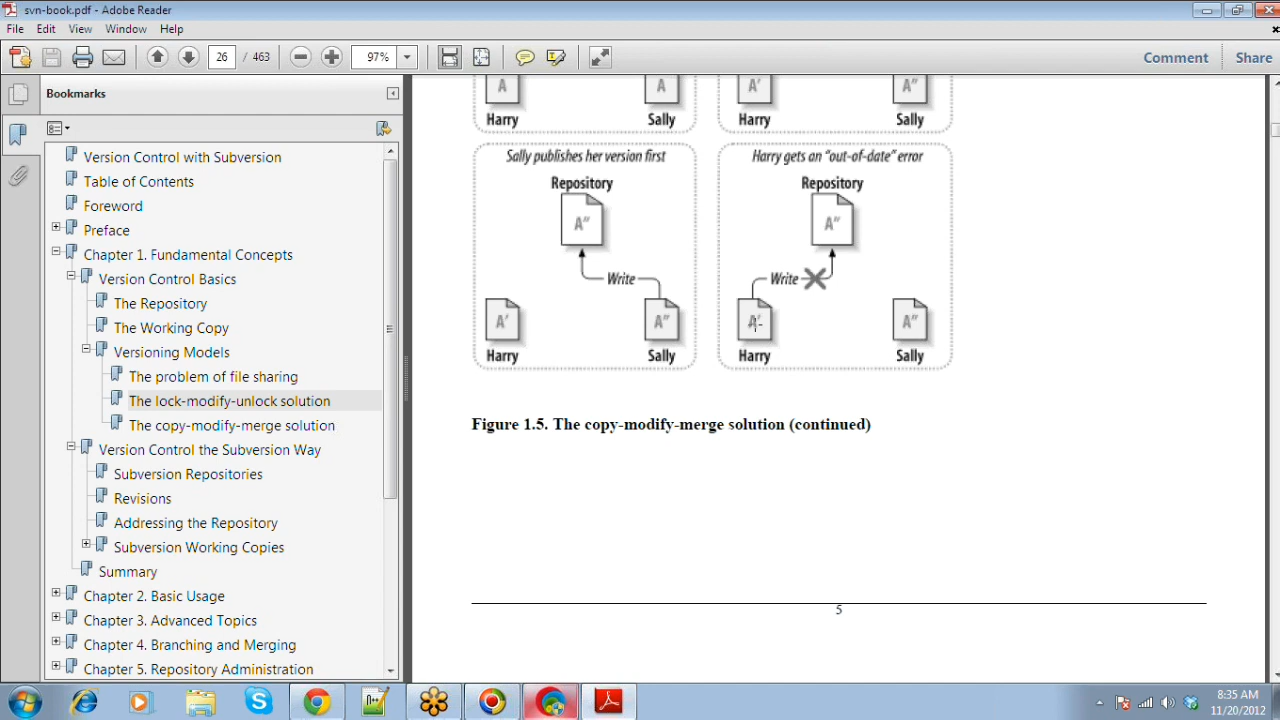 svn-book.pdf - Adobe Reader
File Edit View Window Help
26 / 463 97% Comment Share
Bookmarks
Version Control with Subversion
Table of Contents
Foreword
Preface
Chapter 1. Fundamental Concepts
Version Control Basics
The Repository
The Working Copy
Versioning Models
The problem of file sharing
The lock-modify-unlock solution
The copy-modify-merge solution
Version Control the Subversion Way
Subversion Repositories
Revisions
Addressing the Repository
Subversion Working Copies
Summary
Chapter 2. Basic Usage
Chapter 3. Advanced Topics
Chapter 4. Branching and Merging
Chapter 5. Repository Administration
A A A' A"
Harry Sally Harry Sally
Sally publishes her version first
Repository
A"
Write
A' A"
Harry Sally
Harry gets an "out-of-date" error
Repository
A"
Write
A' A"
Harry Sally
Figure 1.5. The copy-modify-merge solution (continued)
5
8:35 AM
11/20/2012